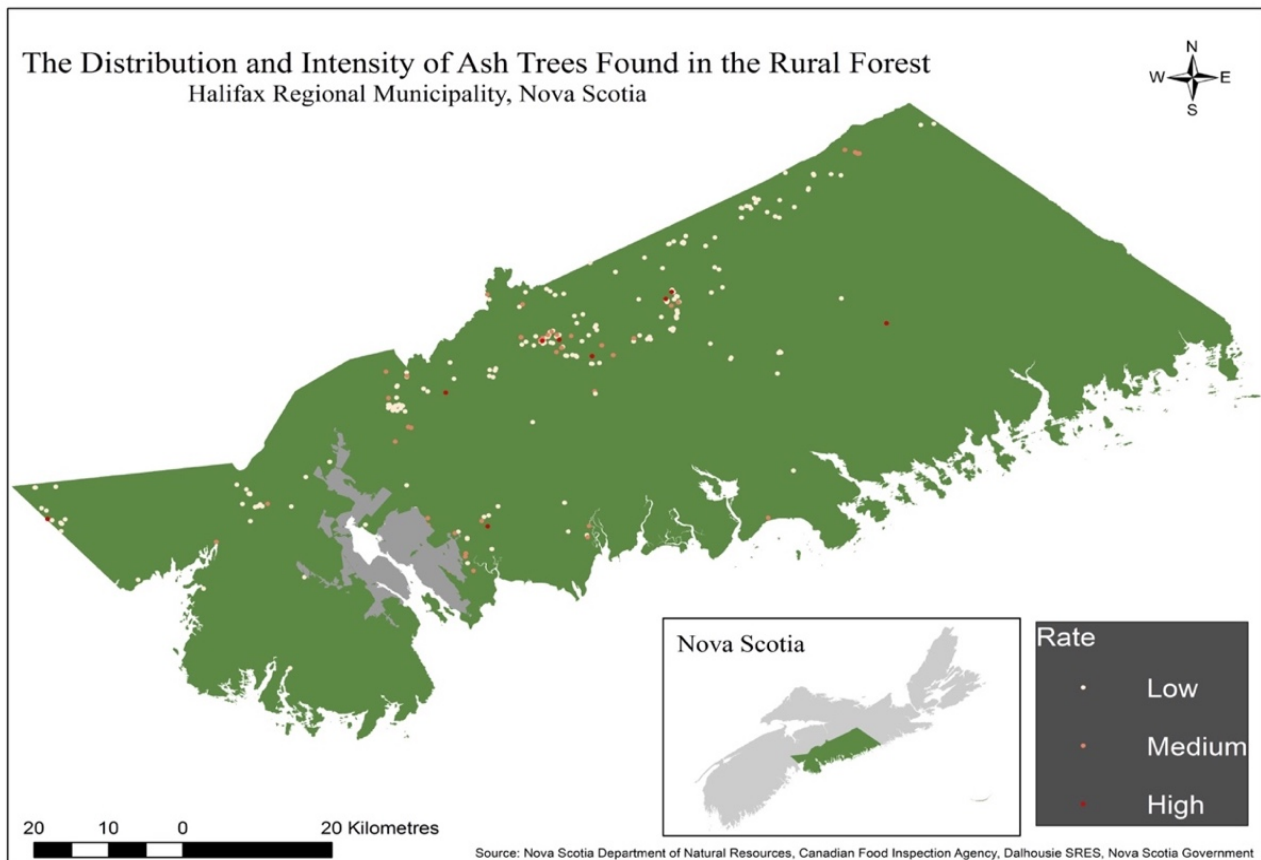 The Distribution and Intensity of Ash Trees Found in the Rural Forest
Halifax Regional Municipality, Nova Scotia
N
W E
S
Nova Scotia
Rate
Low
Medium
High
20 10 0 20 Kilometres
Source: Nova Scotia Department of Natural Resources, Canadian Food Inspection Agency, Dalhousie SRES, Nova Scotia Government